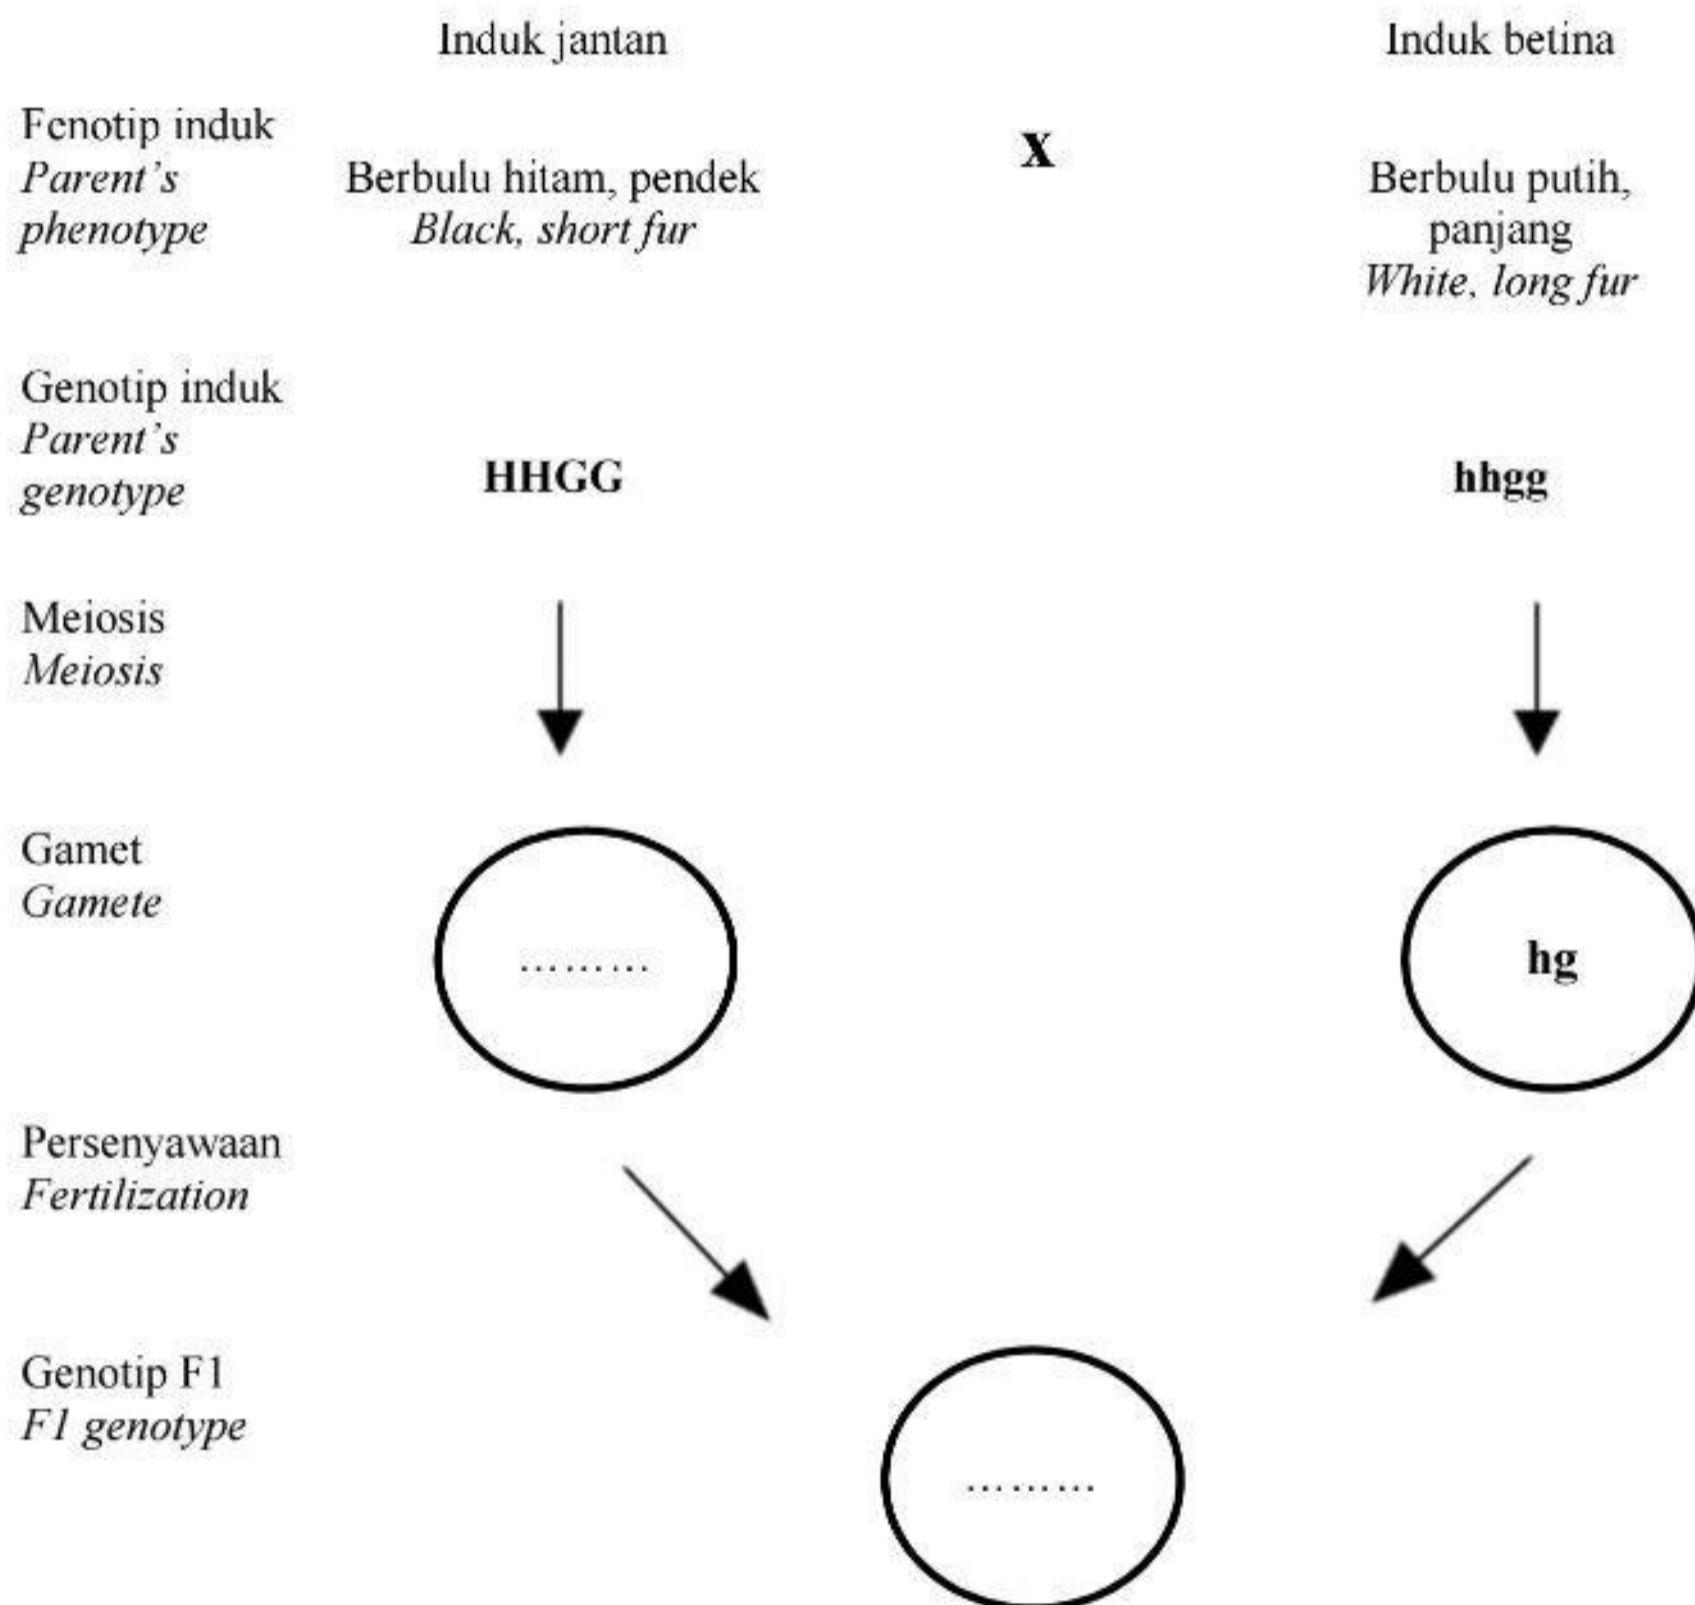 Induk jantan
Induk betina
Fenotip induk
Parent's
phenotype
Berbulu hitam, pendek
Black, short fur
x
Berbulu putih,
panjang
White, long fur
Genotip induk
Parent's
genotype
HHGG
hhgg
Meiosis
Meiosis
Gamet
Gamete
.........
hg
Persenyawaan
Fertilization
Genotip F1
F1 genotype
.........